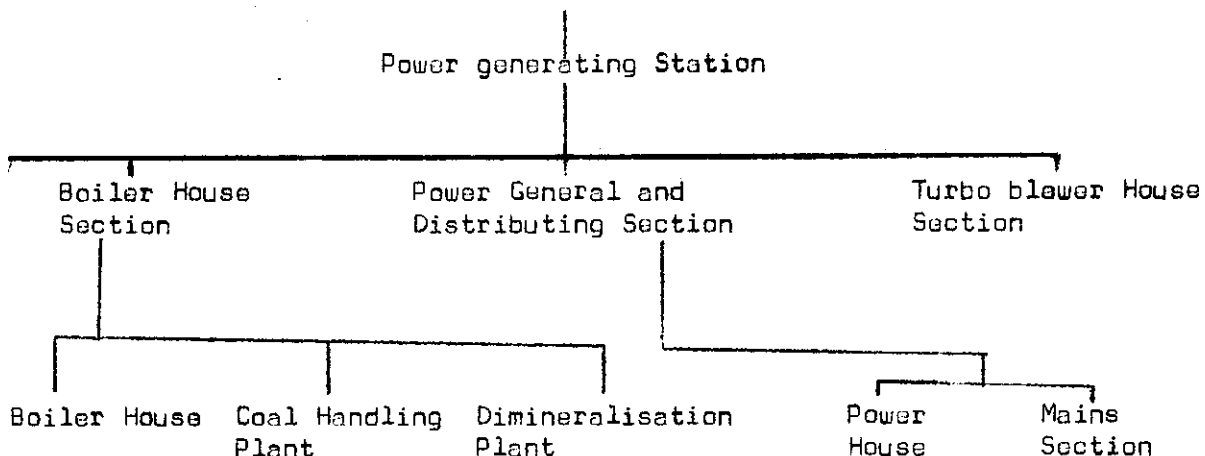 Power generating Station
Boiler House Section
Power General and Distributing Section
Turbo blower House Section
Boiler House
Coal Handling Plant
Dimineralisation Plant
Power House
Mains Section